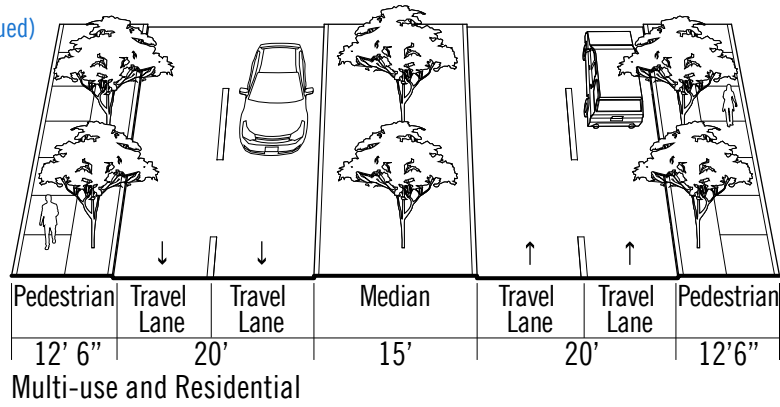 ued)
Pedestrian Travel Lane Travel Lane Median Travel Lane Travel Lane Pedestrian
12' 6” 20' 15' 20' 12'6”
Multi-use and Residential